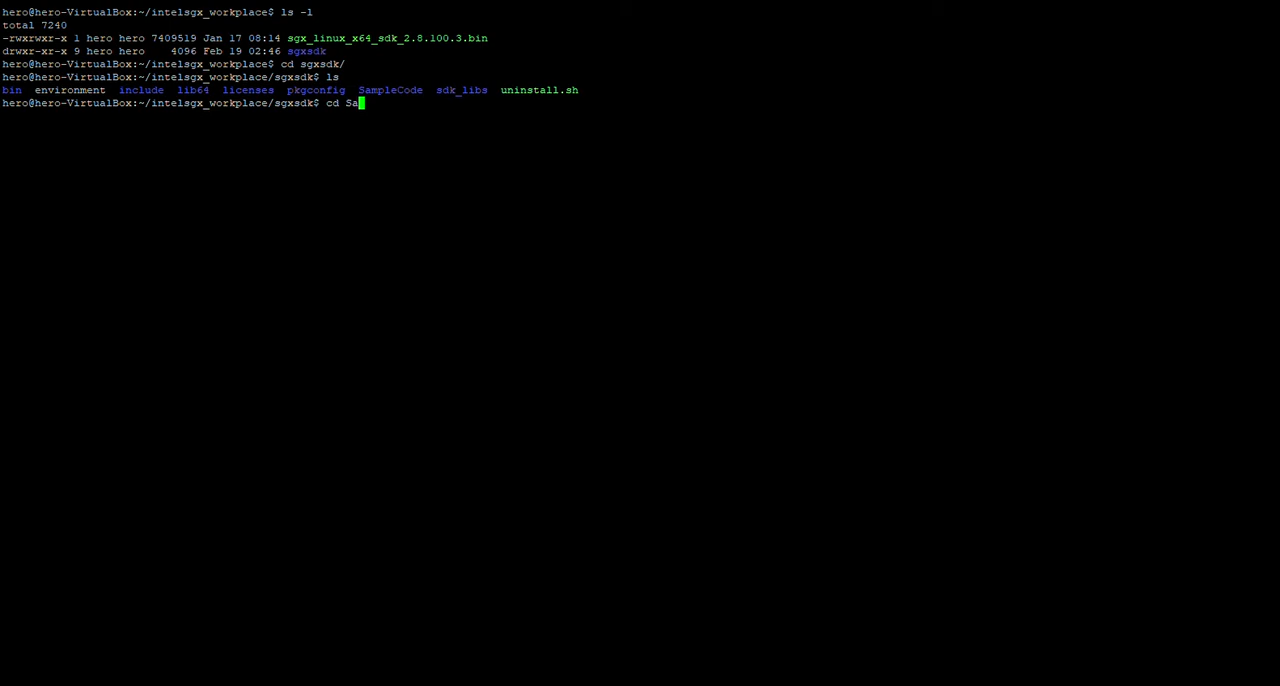 hero@hero-VirtualBox:~/intelsgx_workplace$ ls -l
total 7240
-rwxrwxr-x 1 hero hero 7409519 Jan 17 08:14 sgx_linux_x64_sdk_2.8.100.3.bin
drwxr-xr-x 9 hero hero    4096 Feb 19 02:46 sgxsdk
hero@hero-VirtualBox:~/intelsgx_workplace$ cd sgxsdk/
hero@hero-VirtualBox:~/intelsgx_workplace/sgxsdk$ ls
bin  environment  include  lib64  licenses  pkgconfig  SampleCode  sdk_libs  uninstall.sh
hero@hero-VirtualBox:~/intelsgx_workplace/sgxsdk$ cd Sa